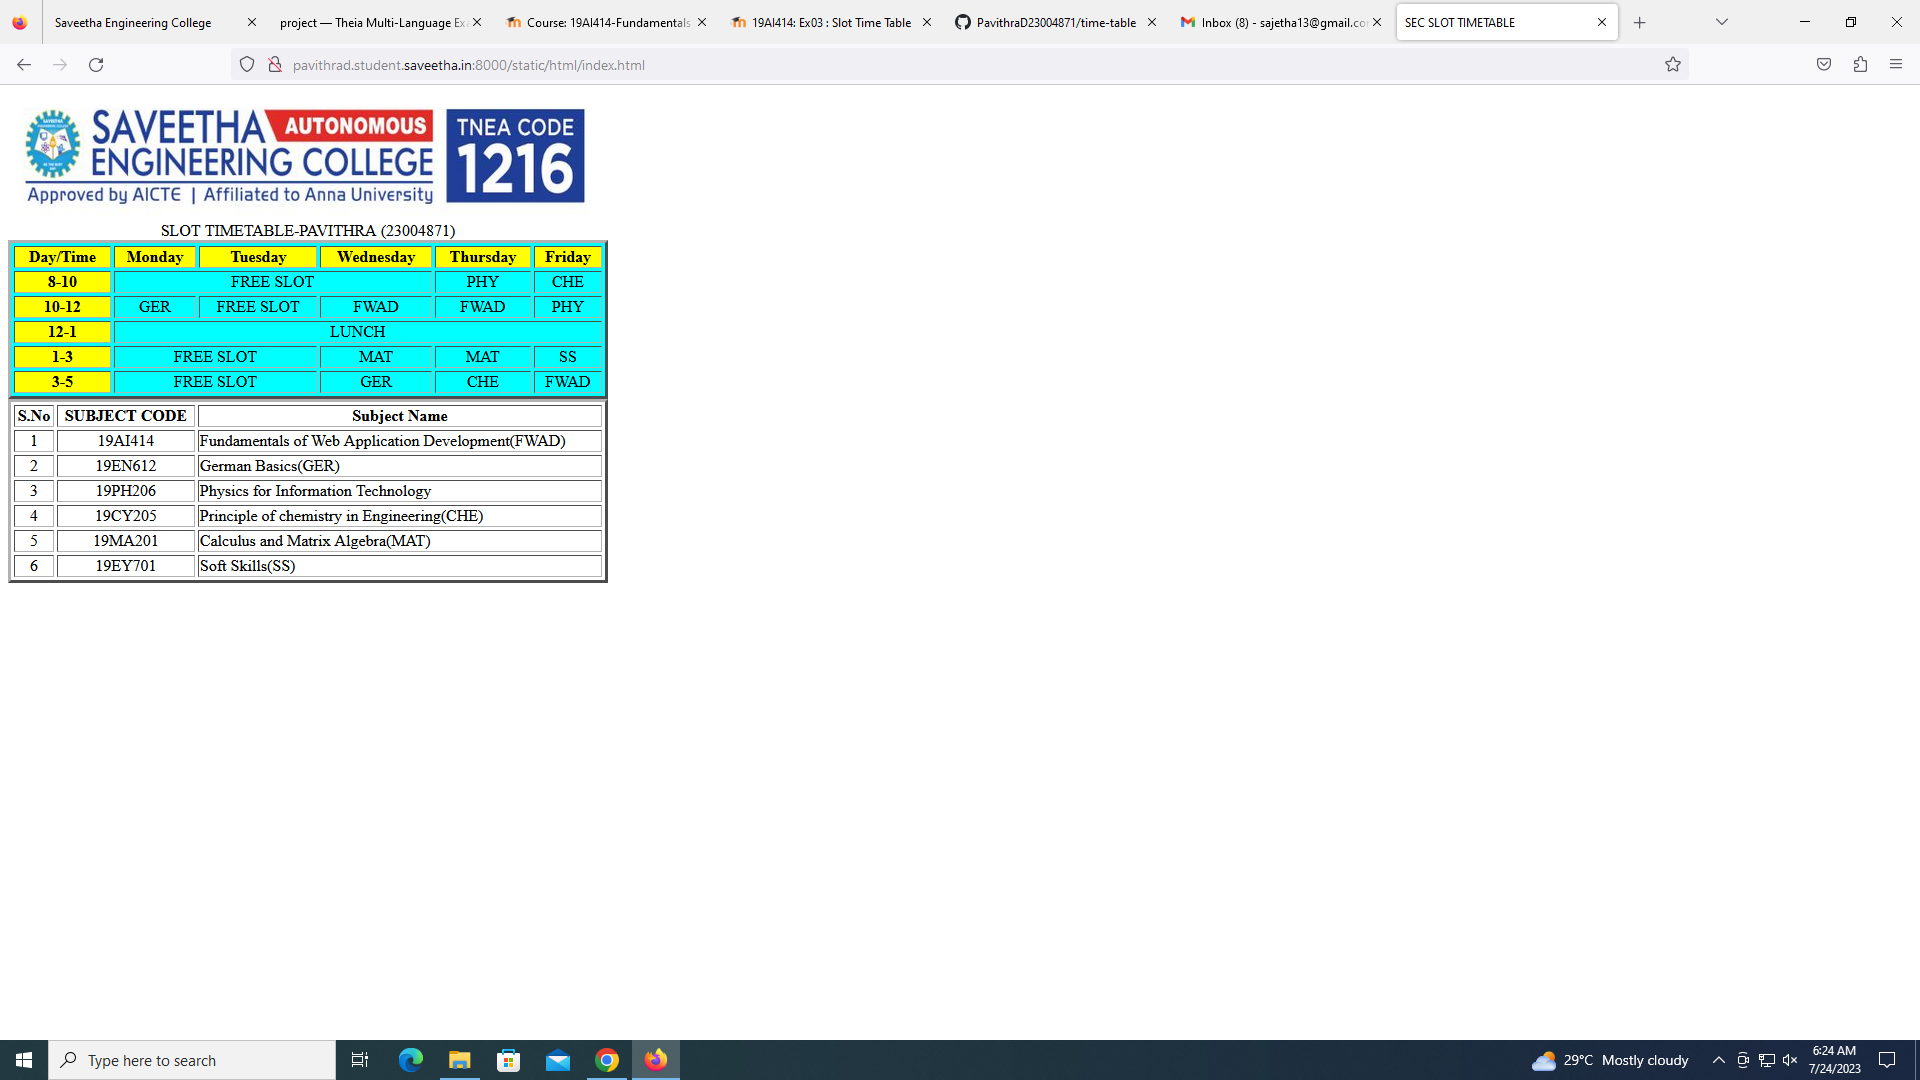 Saveetha Engineering College
project — Theia Multi-Language Exa
Course: 19AI414-Fundamentals
19AI414: Ex03 : Slot Time Table
PavithraD23004871/time-table
Inbox (8) - sajetha13@gmail.co
SEC SLOT TIMETABLE
pavithrad.student.saveetha.in:8000/static/html/index.html
SAVEETHA AUTONOMOUS
ENGINEERING COLLEGE
Approved by AICTE | Affiliated to Anna University
TNEA CODE
1216
SLOT TIMETABLE-PAVITHRA (23004871)
Day/Time Monday Tuesday Wednesday Thursday Friday
8-10 FREE SLOT PHY CHE
10-12 GER FREE SLOT FWAD FWAD PHY
12-1 LUNCH
1-3 FREE SLOT MAT MAT SS
3-5 FREE SLOT GER CHE FWAD
S.No SUBJECT CODE Subject Name
1 19AI414 Fundamentals of Web Application Development(FWAD)
2 19EN612 German Basics(GER)
3 19PH206 Physics for Information Technology
4 19CY205 Principle of chemistry in Engineering(CHE)
5 19MA201 Calculus and Matrix Algebra(MAT)
6 19EY701 Soft Skills(SS)
Type here to search
29°C Mostly cloudy
6:24 AM
7/24/2023